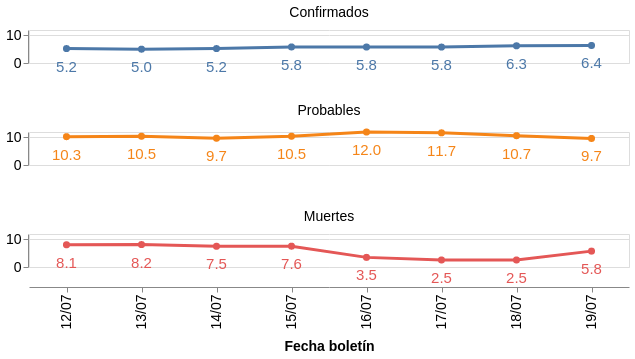 Confirmados
10
0
5.2 5.0 5.2 5.8 5.8 5.8 6.3 6.4
Probables
10
0
10.3 10.5 9.7 10.5 12.0 11.7 10.7 9.7
Muertes
10
0
8.1 8.2 7.5 7.6 3.5 2.5 2.5 5.8
12/07 13/07 14/07 15/07 16/07 17/07 18/07 19/07
Fecha boletín